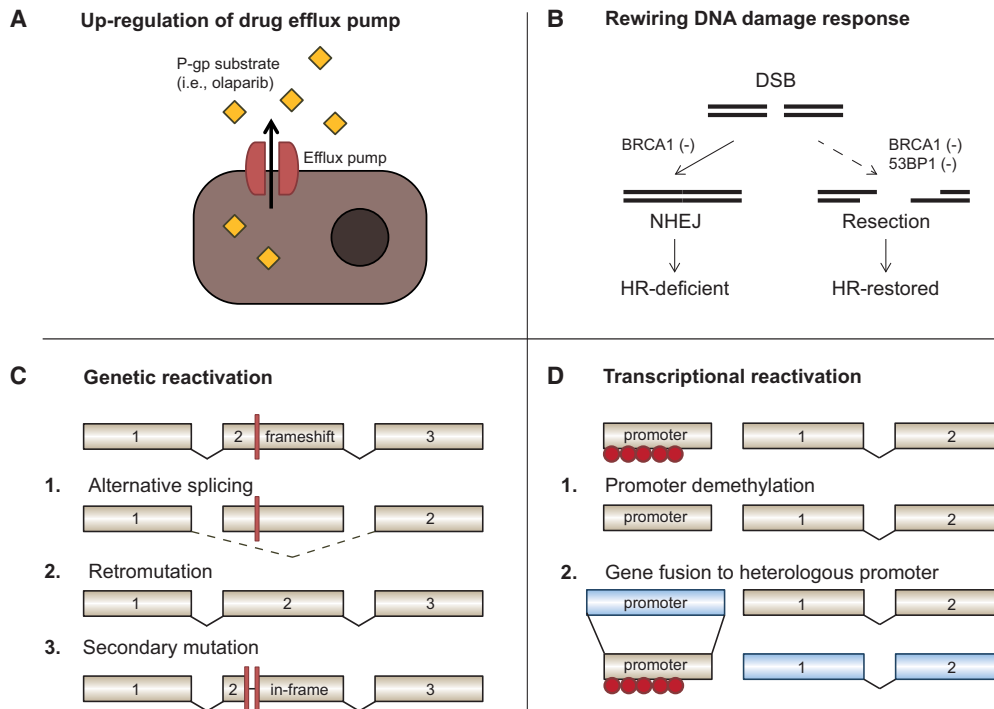 A Up-regulation of drug efflux pump
P-gp substrate
(i.e., olaparib)
Efflux pump
B Rewiring DNA damage response
DSB
BRCA1 (-)
BRCA1 (-)
53BP1 (-)
NHEJ
Resection
HR-deficient
HR-restored
C Genetic reactivation
1 2 frameshift 3
1. Alternative splicing
1 2
2. Retromutation
1 2 3
3. Secondary mutation
1 2 in-frame 3
D Transcriptional reactivation
promoter 1 2
1. Promoter demethylation
promoter 1 2
2. Gene fusion to heterologous promoter
promoter 1 2
promoter 1 2